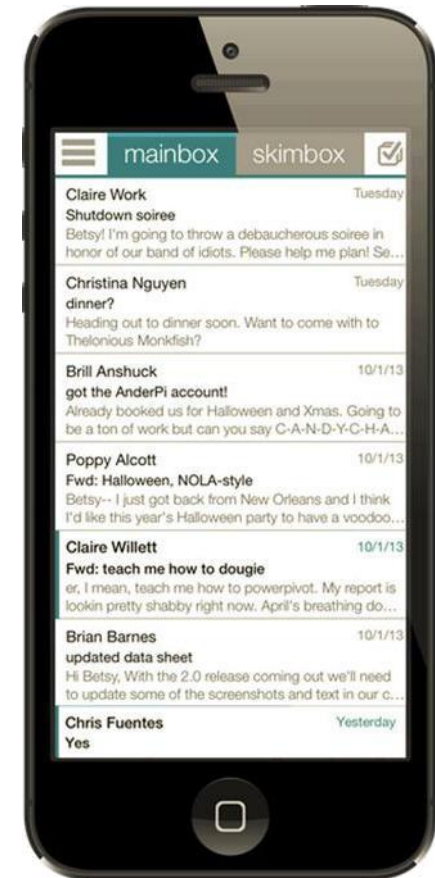 mainbox skimbox
Claire Work Tuesday
Shutdown soiree
Betsy! I'm going to throw a debaucherous soiree in
honor of our band of idiots. Please help me plan! Se...
Christina Nguyen Tuesday
dinner?
Heading out to dinner soon. Want to come with to
Thelonious Monkfish?
Brill Anshuck 10/1/13
got the AnderPi account!
Already booked us for Halloween and Xmas. Going to
be a ton of work but can you say C-A-N-D-Y-C-H-A...
Poppy Alcott 10/1/13
Fwd: Halloween, NOLA-style
Betsy-- I just got back from New Orleans and I think
I'd like this year's Halloween party to have a voodoo...
Claire Willett 10/1/13
Fwd: teach me how to dougie
er, I mean, teach me how to powerpivot. My report is
lookin pretty shabby right now. April's breathing do...
Brian Barnes 10/1/13
updated data sheet
Hi Betsy, With the 2.0 release coming out we'll need
to update some of the screenshots and text in our c...
Chris Fuentes Yesterday
Yes